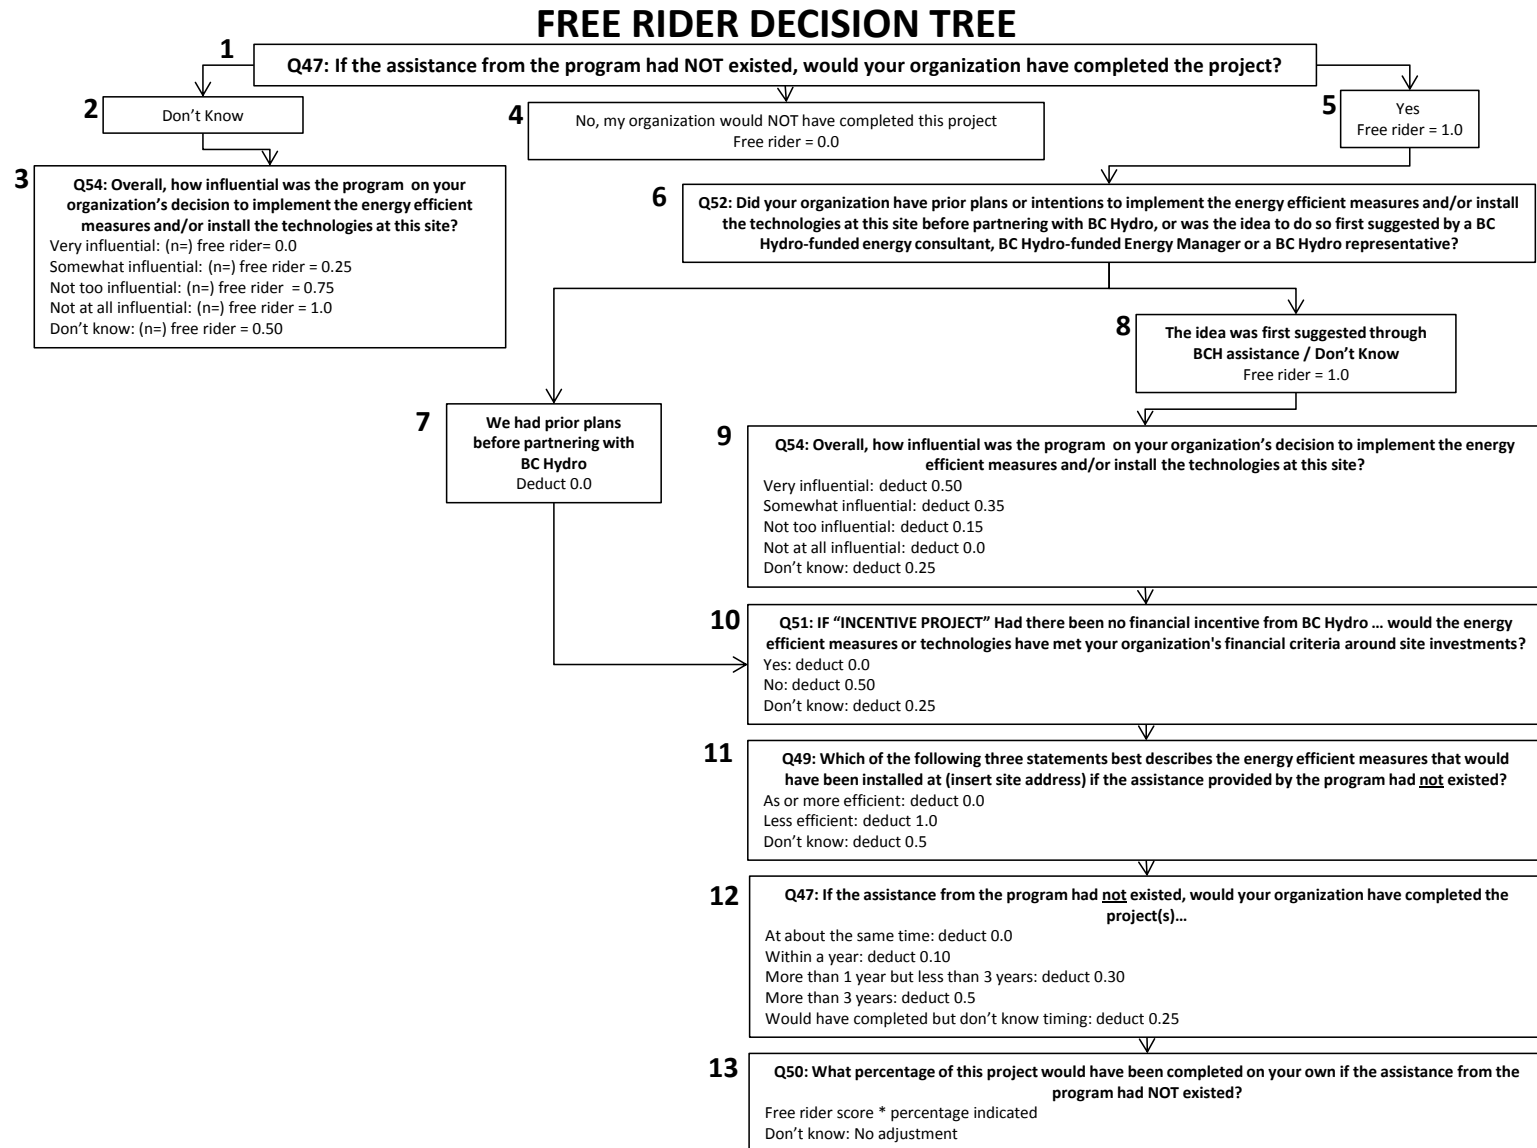 FREE RIDER DECISION TREE
1
Q47: If the assistance from the program had NOT existed, would your organization have completed the project?
2
Don't Know
4
No, my organization would NOT have completed this project
Free rider = 0.0
5
Yes
Free rider = 1.0
3
Q54: Overall, how influential was the program on your
organization's decision to implement the energy efficient
measures and/or install the technologies at this site?
Very influential: (n=) free rider= 0.0
Somewhat influential: (n=) free rider = 0.25
Not too influential: (n=) free rider = 0.75
Not at all influential: (n=) free rider = 1.0
Don't know: (n=) free rider = 0.50
6
Q52: Did your organization have prior plans or intentions to implement the energy efficient measures and/or install
the technologies at this site before partnering with BC Hydro, or was the idea to do so first suggested by a BC
Hydro-funded energy consultant, BC Hydro-funded Energy Manager or a BC Hydro representative?
8
The idea was first suggested through
BCH assistance / Don't Know
Free rider = 1.0
7
We had prior plans
before partnering with
BC Hydro
Deduct 0.0
9
Q54: Overall, how influential was the program on your organization's decision to implement the energy
efficient measures and/or install the technologies at this site?
Very influential: deduct 0.50
Somewhat influential: deduct 0.35
Not too influential: deduct 0.15
Not at all influential: deduct 0.0
Don't know: deduct 0.25
10
Q51: IF "INCENTIVE PROJECT" Had there been no financial incentive from BC Hydro … would the energy
efficient measures or technologies have met your organization's financial criteria around site investments?
Yes: deduct 0.0
No: deduct 0.50
Don't know: deduct 0.25
11
Q49: Which of the following three statements best describes the energy efficient measures that would
have been installed at (insert site address) if the assistance provided by the program had not existed?
As or more efficient: deduct 0.0
Less efficient: deduct 1.0
Don't know: deduct 0.5
12
Q47: If the assistance from the program had not existed, would your organization have completed the
project(s)…
At about the same time: deduct 0.0
Within a year: deduct 0.10
More than 1 year but less than 3 years: deduct 0.30
More than 3 years: deduct 0.5
Would have completed but don't know timing: deduct 0.25
13
Q50: What percentage of this project would have been completed on your own if the assistance from the
program had NOT existed?
Free rider score * percentage indicated
Don't know: No adjustment